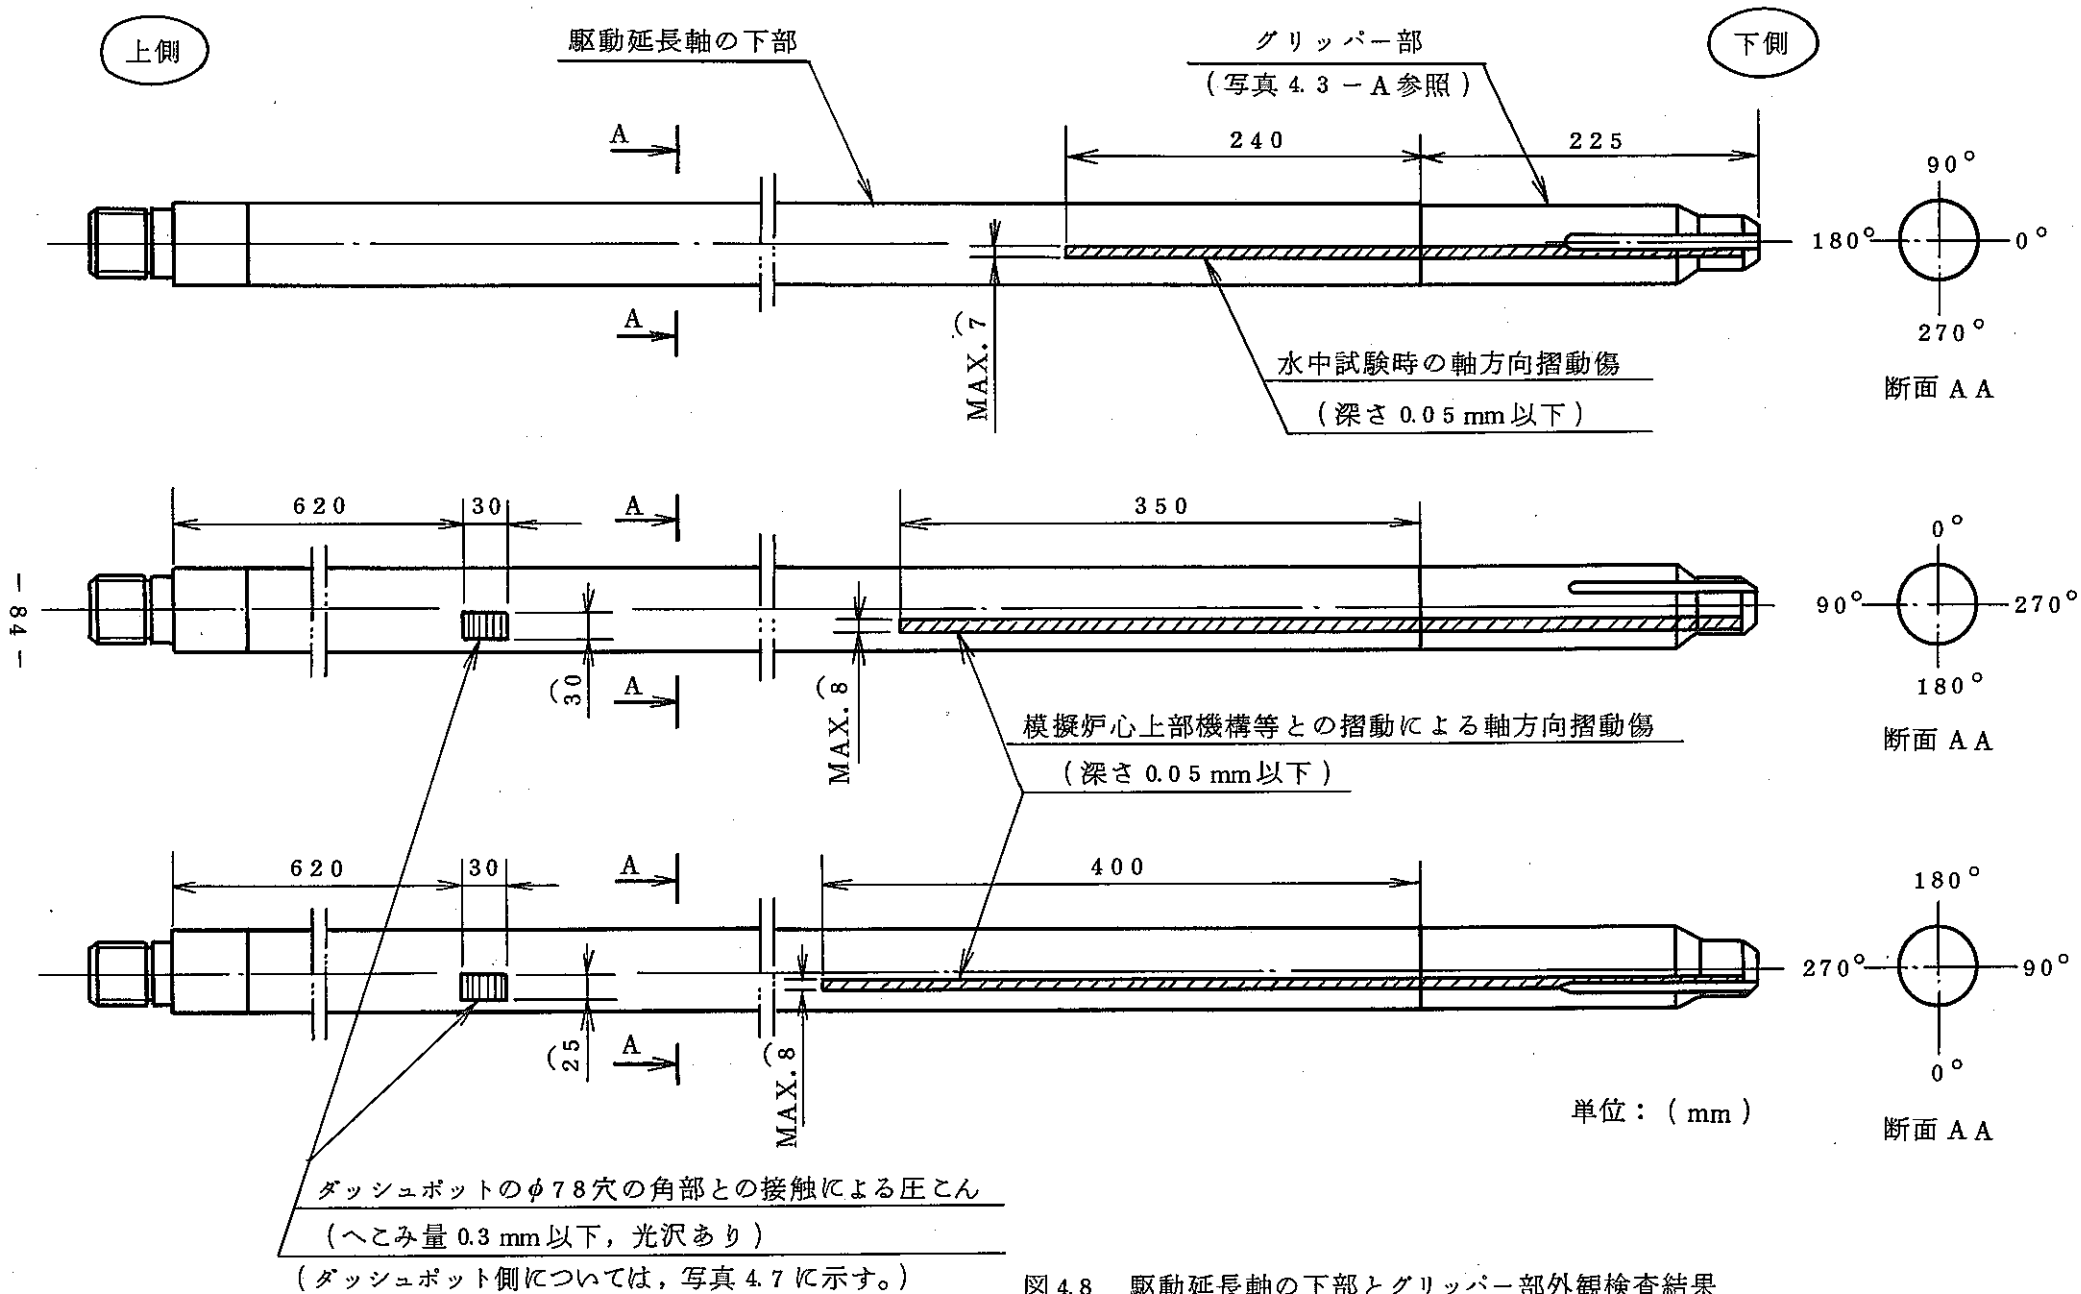 上側
駆動延長軸の下部
グリッパー部
(写真 4.3 － A 参照)
下側
A
240
225
90°
180°
0°
270°
A
MAX. (7
水中試験時の軸方向摺動傷
(深さ 0.05 mm 以下)
断面 AA
620
30
A
350
0°
90°
270°
180°
(30
A
MAX. (8
模擬炉心上部機構等との摺動による軸方向摺動傷
(深さ 0.05 mm 以下)
断面 AA
－84－
620
30
A
400
180°
270°
90°
0°
(25
A
MAX. (8
単位：(mm)
断面 AA
ダッシュポットのφ78穴の角部との接触による圧こん
(へこみ量 0.3 mm 以下, 光沢あり)
(ダッシュポット側については, 写真 4.7 に示す。)
図 4.8 駆動延長軸の下部とグリッパー部外観検査結果